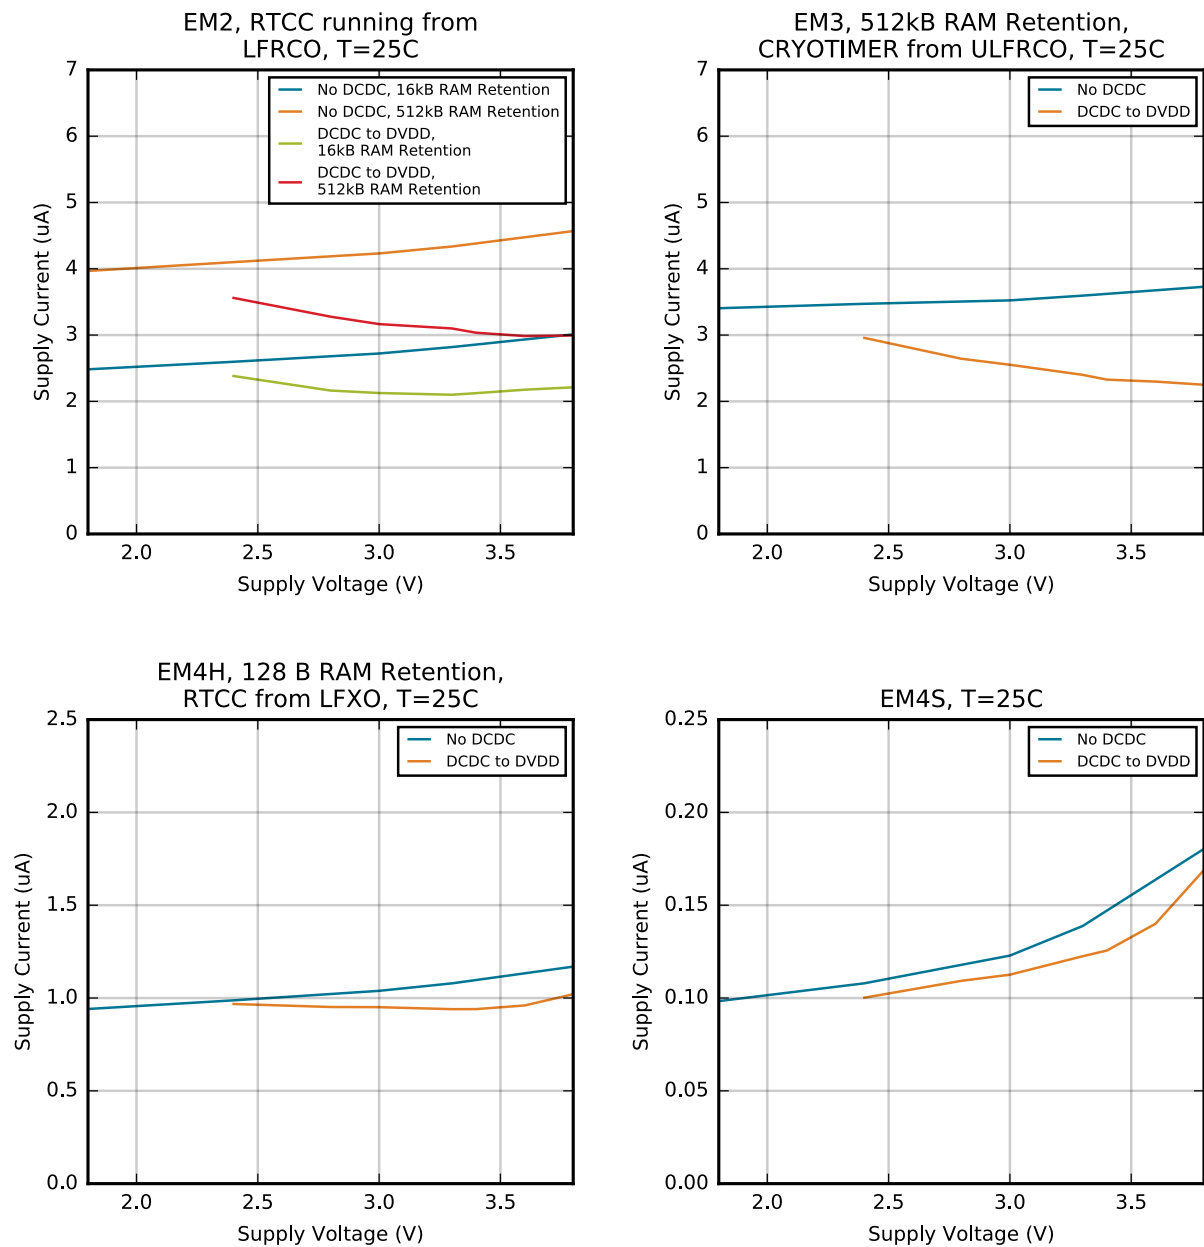 EM2, RTCC running from
LFRCO, T=25C
7
6
5
4
3
2
1
0
Supply Current (uA)
No DCDC, 16kB RAM Retention
No DCDC, 512kB RAM Retention
DCDC to DVDD,
16kB RAM Retention
DCDC to DVDD,
512kB RAM Retention
2.0 2.5 3.0 3.5
Supply Voltage (V)
EM3, 512kB RAM Retention,
CRYOTIMER from ULFRCO, T=25C
7
6
5
4
3
2
1
0
Supply Current (uA)
No DCDC
DCDC to DVDD
2.0 2.5 3.0 3.5
Supply Voltage (V)
EM4H, 128 B RAM Retention,
RTCC from LFXO, T=25C
2.5
2.0
1.5
1.0
0.5
0.0
Supply Current (uA)
No DCDC
DCDC to DVDD
2.0 2.5 3.0 3.5
Supply Voltage (V)
EM4S, T=25C
0.25
0.20
0.15
0.10
0.05
0.00
Supply Current (uA)
No DCDC
DCDC to DVDD
2.0 2.5 3.0 3.5
Supply Voltage (V)